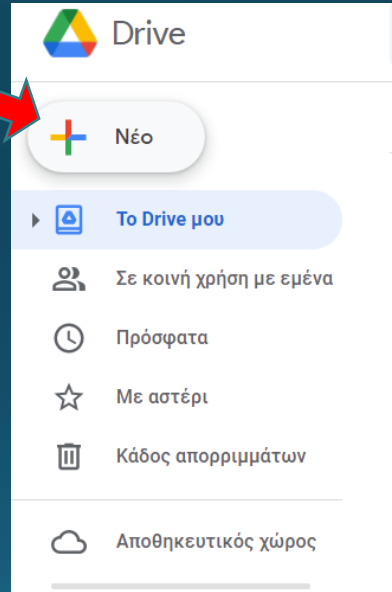 Drive
Νέο
Το Drive μου
Σε κοινή χρήση με εμένα
Πρόσφατα
Με αστέρι
Κάδος απορριμμάτων
Αποθηκευτικός χώρος